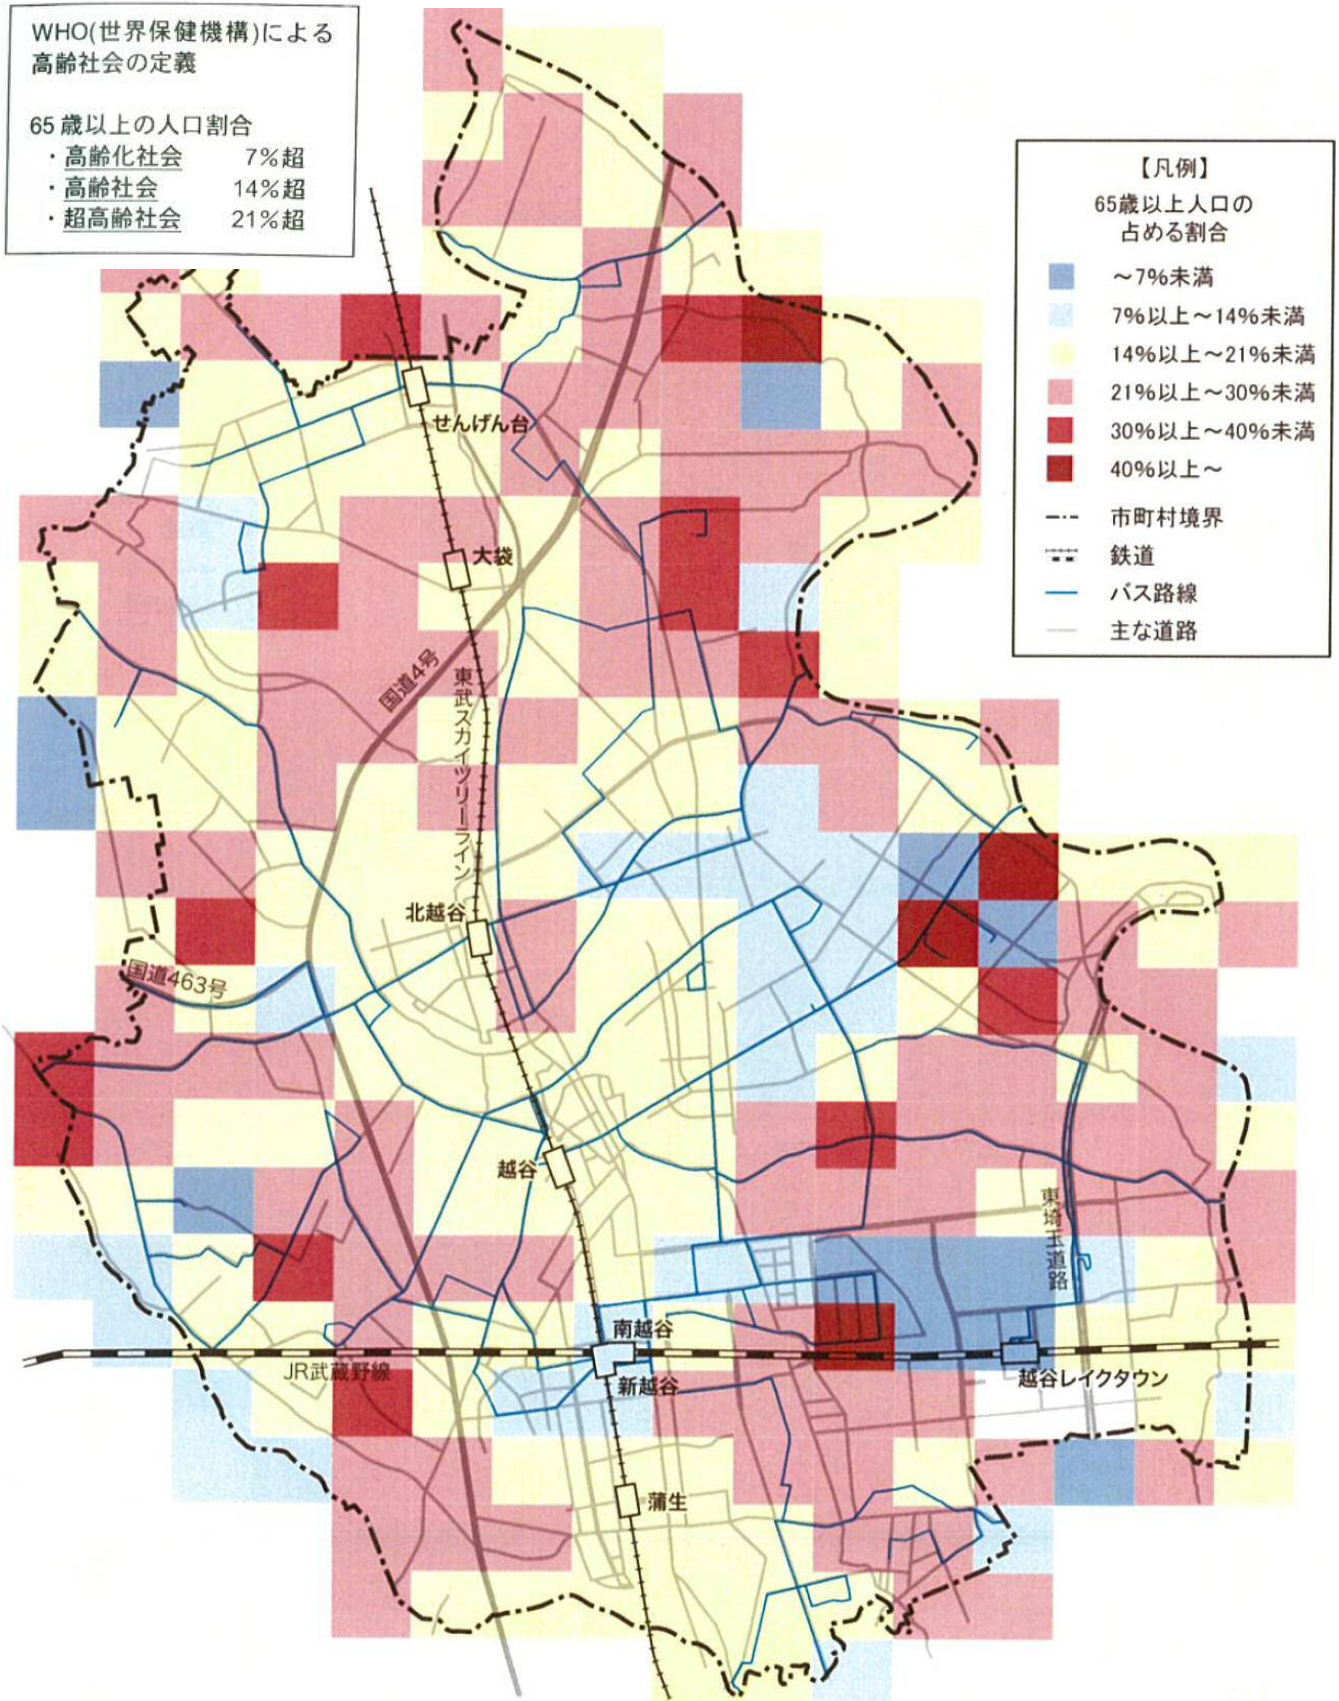 WHO(世界保健機構)による
高齢社会の定義
65歳以上の人口割合
・高齢化社会 7%超
・高齢社会 14%超
・超高齢社会 21%超
【凡例】
65歳以上人口の
占める割合
～7%未満
7%以上～14%未満
14%以上～21%未満
21%以上～30%未満
30%以上～40%未満
40%以上～
市町村境界
鉄道
バス路線
主な道路
せんげん台
大袋
国道4号
東武スカイツリーライン
北越谷
国道463号
越谷
東埼玉道路
南越谷
JR武蔵野線
新越谷
越谷レイクタウン
蒲生